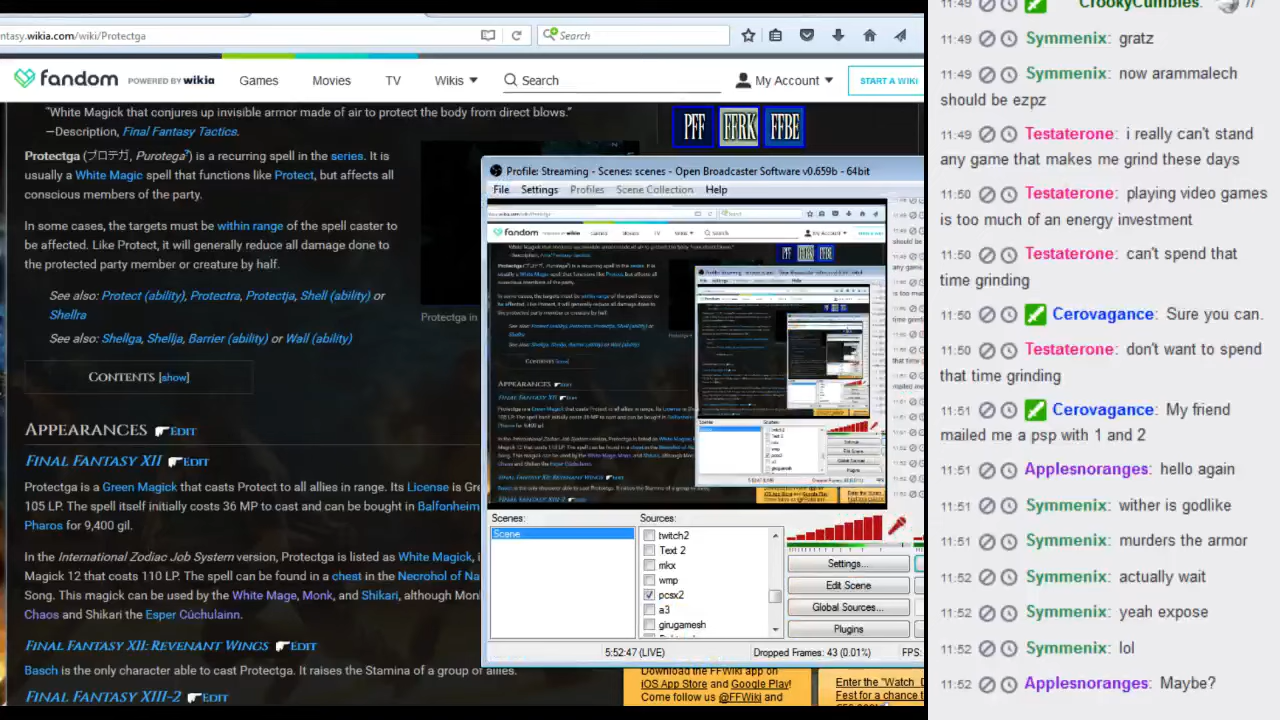 ntasy.wikia.com/wiki/Protectga
Search
fandom POWERED BY wikia
Games
Movies
TV
Wikis
Search
My Account
START A WIKI
"White Magick that conjures up invisible armor made of air to protect the body from direct blows."
—Description, Final Fantasy Tactics.
PFF FFRK FFBE
Protectga (プロテガ, Purotega?) is a recurring spell in the series. It is
usually a White Magic spell that functions like Protect, but affects all
conscious members of the party.
In some cases, the targets must be within range of the spell caster to
be affected. Like Protect, it will generally reduce all damage done to
the protected party member or creature by half.
See also: Protect (ability), Protectra, Protectja, Shell (ability) or
Shellra
See also: Shellga, Shellja, Barrier (ability) or Wall (ability)
Protectga in
CONTENTS [show]
APPEARANCES EDIT
FINAL FANTASY XII EDIT
Protectga is a Green Magick that casts Protect to all allies in range. Its License is Gre
105 LP. The spell itself costs 36 MP to cast and can be bought in Balfonheim
Pharos for 9,400 gil.
In the International Zodiac Job System version, Protectga is listed as White Magick, i
Magick 12 that costs 110 LP. The spell can be found in a chest in the Necrohol of Na
Song. This magick can be used by the White Mage, Monk, and Shikari, although Mon
Chaos and Shikari the Esper Cúchulainn.
FINAL FANTASY XII: REVENANT WINGS EDIT
Basch is the only character able to cast Protectga. It raises the Stamina of a group of allies.
FINAL FANTASY XIII-2 EDIT
Profile: Streaming - Scenes: scenes - Open Broadcaster Software v0.659b - 64bit
File Settings Profiles Scene Collection Help
Scenes:
Scene
Sources:
twitch2
Text 2
mkx
wmp
pcsx2
a3
girugamesh
Settings...
Edit Scene
Global Sources...
Plugins
5:52:47 (LIVE)
Dropped Frames: 43 (0.01%)
FPS:
Download the FFWiki app on
iOS App Store and Google Play!
Come follow us @FFWiki and
Enter the "Watch_D
Fest for a chance t
11:49 CrookyCumbles: //
11:49 Symmenix: gratz
11:49 Symmenix: now arammalech
should be ezpz
11:49 Testaterone: i really can't stand
any game that makes me grind these days
11:50 Testaterone: playing video games
is too much of an energy investment
Testaterone: can't spend that
time grinding
Cerovagance: Sure you can.
Testaterone: don't want to spend
that time grinding
Cerovagance: My friend
11:51 Applesnoranges: hello again
11:51 Symmenix: wither is godlike
11:51 Symmenix: murders the armor
11:52 Symmenix: actually wait
11:52 Symmenix: yeah expose
11:52 Symmenix: lol
11:52 Applesnoranges: Maybe?